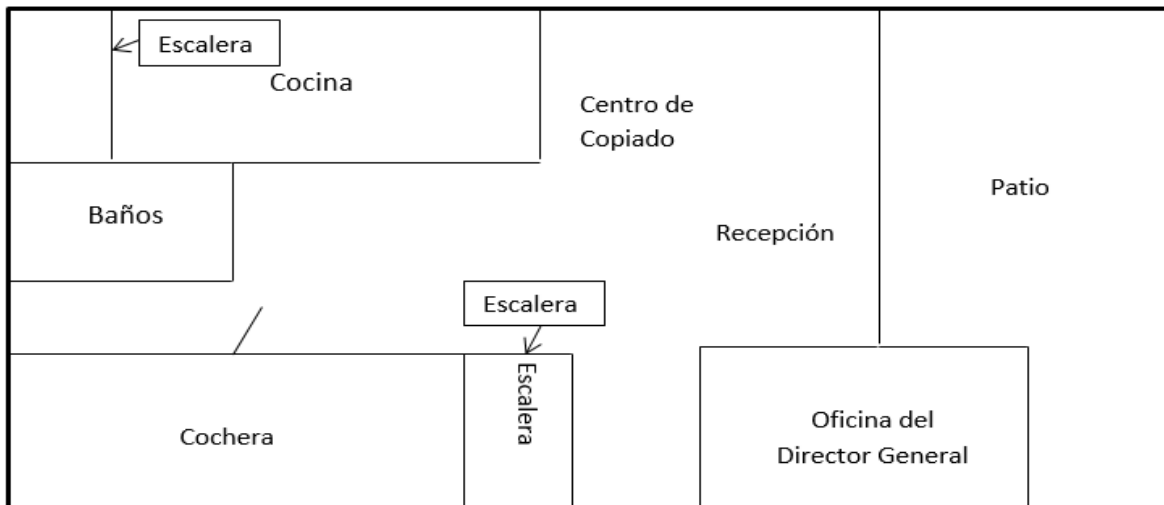 Escalera
Cocina
Centro de
Copiado
Patio
Baños
Recepción
Escalera
Escalera
Oficina del
Director General
Cochera